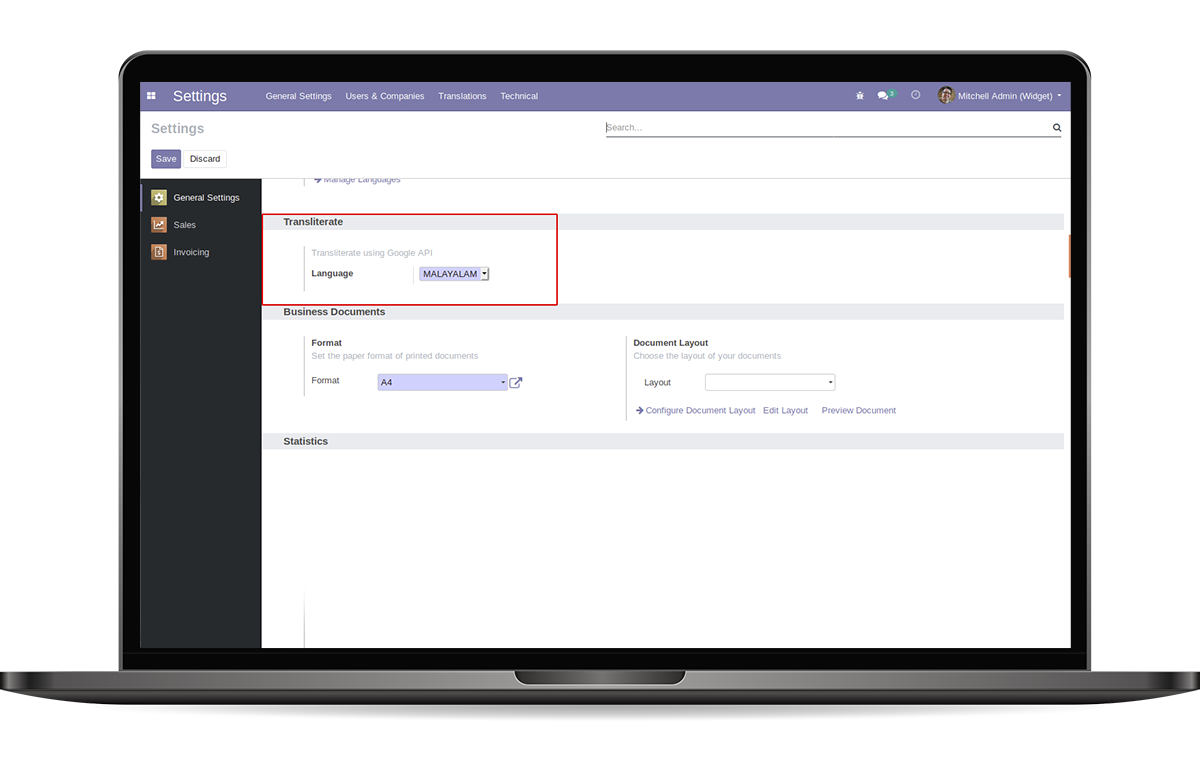 Settings General Settings Users & Companies Translations Technical 3 Mitchell Admin (Widget)
Settings Search...
Save Discard
Manage Languages
General Settings
Sales
Invoicing
Transliterate
Transliterate using Google API
Language MALAYALAM
Business Documents
Format
Set the paper format of printed documents
Format A4
Document Layout
Choose the layout of your documents
Layout
Configure Document Layout Edit Layout Preview Document
Statistics